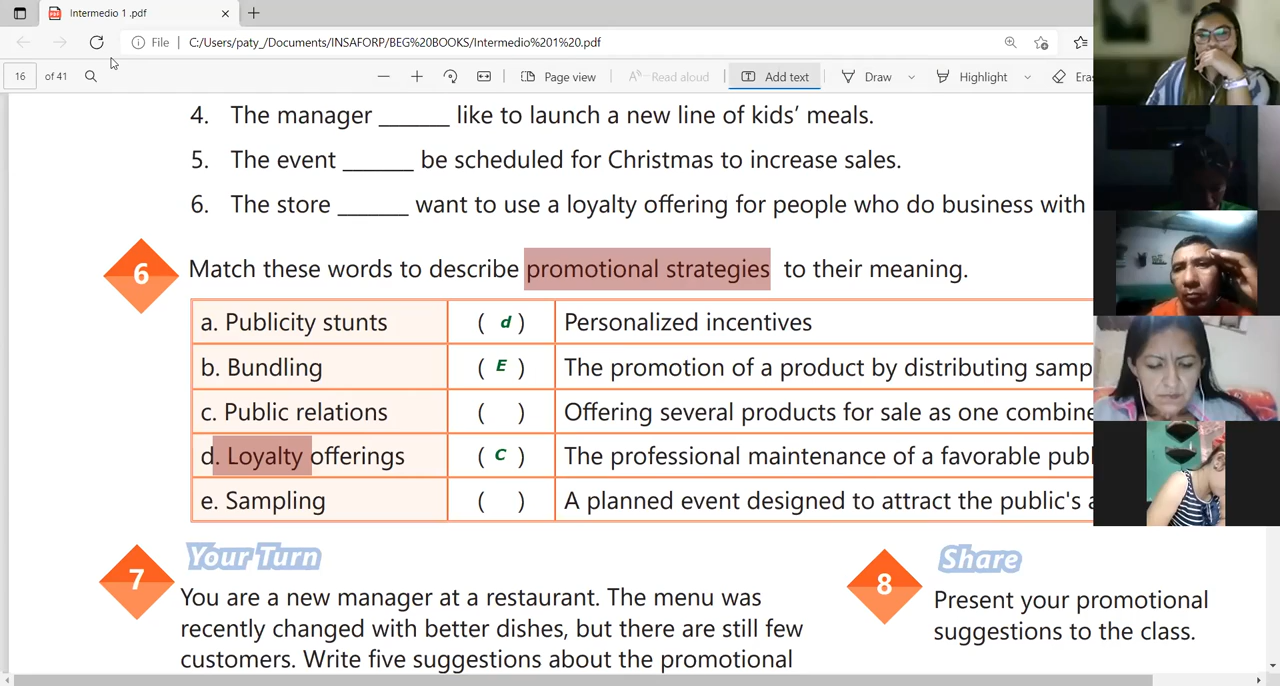 Intermedio 1 .pdf
File | C:/Users/paty_/Documents/INSAFORP/BEG%20BOOKS/Intermedio%201%20.pdf
16 of 41 Page view Read aloud Add text Draw Highlight
4. The manager _______ like to launch a new line of kids’ meals.
5. The event _______ be scheduled for Christmas to increase sales.
6. The store _______ want to use a loyalty offering for people who do business with
6 Match these words to describe promotional strategies to their meaning.
a. Publicity stunts ( d ) Personalized incentives
b. Bundling ( E ) The promotion of a product by distributing samp
c. Public relations ( ) Offering several products for sale as one combine
d. Loyalty offerings ( C ) The professional maintenance of a favorable publ
e. Sampling ( ) A planned event designed to attract the public's a
7 Your Turn
You are a new manager at a restaurant. The menu was
recently changed with better dishes, but there are still few
customers. Write five suggestions about the promotional
8 Share
Present your promotional
suggestions to the class.